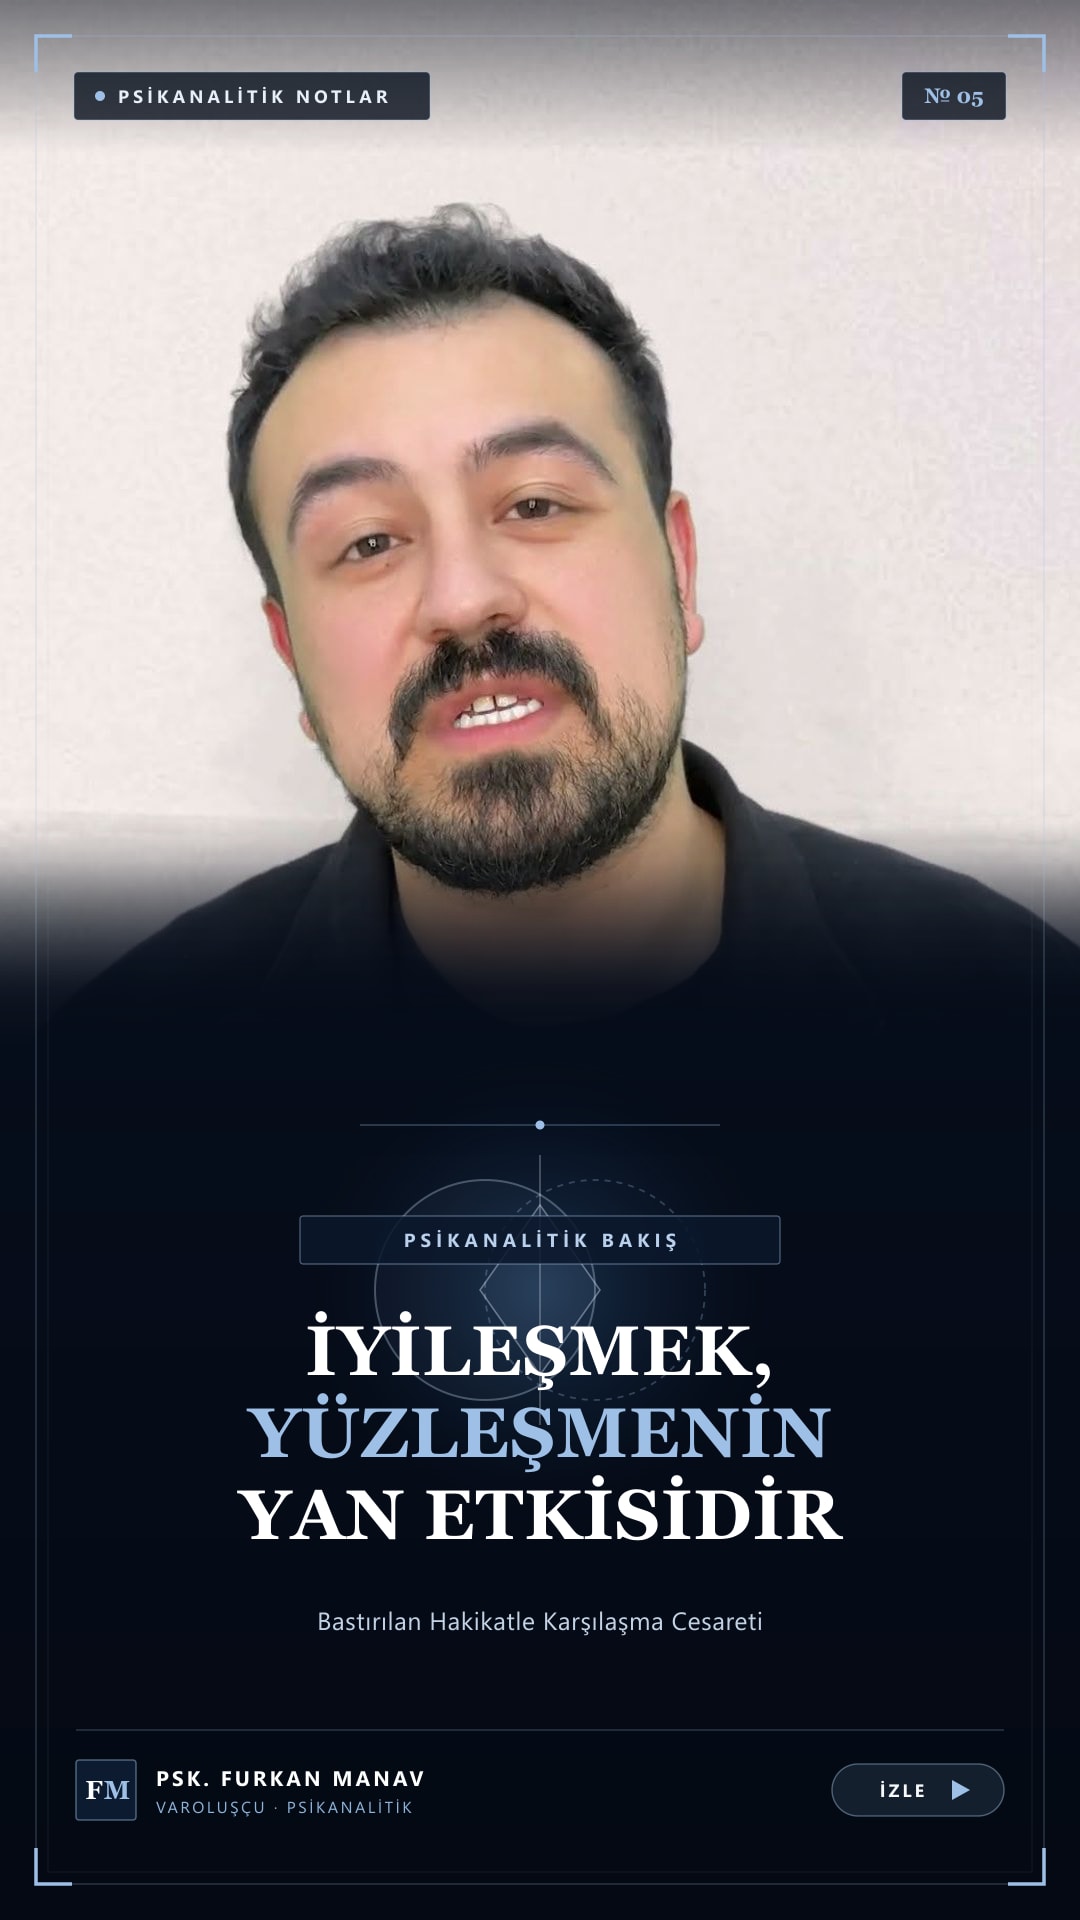 PSİKANALİTİK NOTLAR
№ 05
PSİKANALİTİK BAKIŞ
İYİLEŞMEK,
YÜZLEŞMENİN
YAN ETKİSİDİR
Bastırılan Hakikatle Karşılaşma Cesareti
FM
PSK. FURKAN MANAV
VAROLUŞÇU · PSİKANALİTİK
İZLE